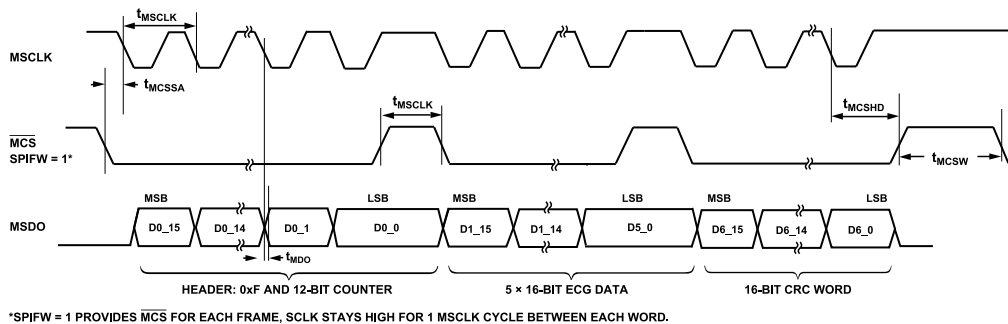 tMSCLK
MSCLK
tMCSSA
tMSCLK
tMCSHD
MCS
SPIFW = 1*
tMCSW
MSB LSB MSB LSB MSB LSB
MSDO D0_15 D0_14 D0_1 D0_0 D1_15 D1_14 D5_0 D6_15 D6_14 D6_0
tMDO
HEADER: 0xF AND 12-BIT COUNTER 5 × 16-BIT ECG DATA 16-BIT CRC WORD
*SPIFW = 1 PROVIDES MCS FOR EACH FRAME, SCLK STAYS HIGH FOR 1 MSCLK CYCLE BETWEEN EACH WORD.